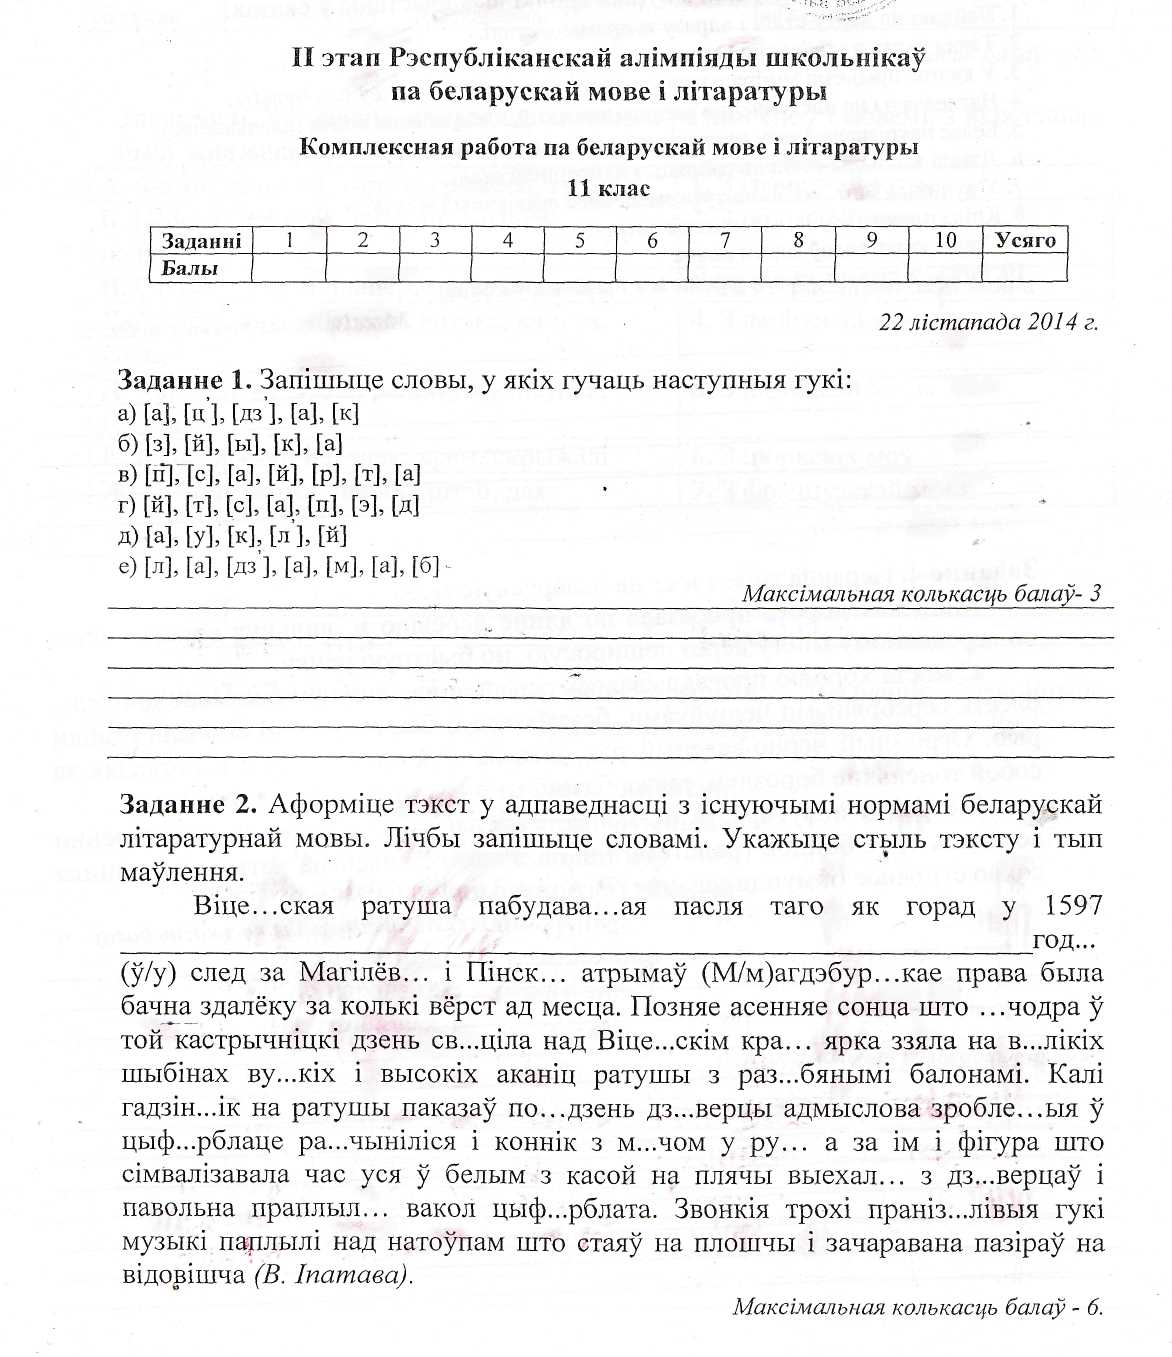 II этап Рэспубліканскай алімпіяды школьнікаў
па беларускай мове і літаратуры
Комплексная работа па беларускай мове і літаратуры
11 клас
Заданні 1 2 3 4 5 6 7 8 9 10 Усяго
Балы
22 лістапада 2014 г.
Заданне 1. Запішыце словы, у якіх гучаць наступныя гукі:
а) [а], [ц'], [дз'], [а], [к]
б) [з], [й], [ы], [к], [а]
в) [п], [с], [а], [й], [р], [т], [а]
г) [й], [т], [с], [а], [п], [э], [д]
д) [а], [у], [к], [л'], [й]
е) [л], [а], [дз'], [а], [м], [а], [б]
Максімальная колькасць балаў- 3
Заданне 2. Аформіце тэкст у адпаведнасці з існуючымі нормамі беларускай
літаратурнай мовы. Лічбы запішыце словамі. Укажыце стыль тэксту і тып
маўлення.
Віце…ская ратуша пабудава…ая пасля таго як горад у 1597
год...
(ў/у) след за Магілёв… і Пінск… атрымаў (М/м)агдэбур…кае права была
бачна здалёку за колькі вёрст ад месца. Позняе асенняе сонца што …чодра ў
той кастрычніцкі дзень св...ціла над Віце...скім кра… ярка ззяла на в...лікіх
шыбінах ву...кіх і высокіх аканіц ратушы з раз...бянымі балонамі. Калі
гадзін...ік на ратушы паказаў по…дзень дз...верцы адмыслова зробле…ыя ў
цыф...рблаце ра...чыніліся і коннік з м...чом у ру… а за ім і фігура што
сімвалізавала час уся ў белым з касой на плячы выехал… з дз...верцаў і
павольна праплыл… вакол цыф...рблата. Звонкія трохі праніз...лівыя гукі
музыкі паплылі над натоўпам што стаяў на плошчы і зачаравана пазіраў на
відовішча (В. Іпатава).
Максімальная колькасць балаў - 6.